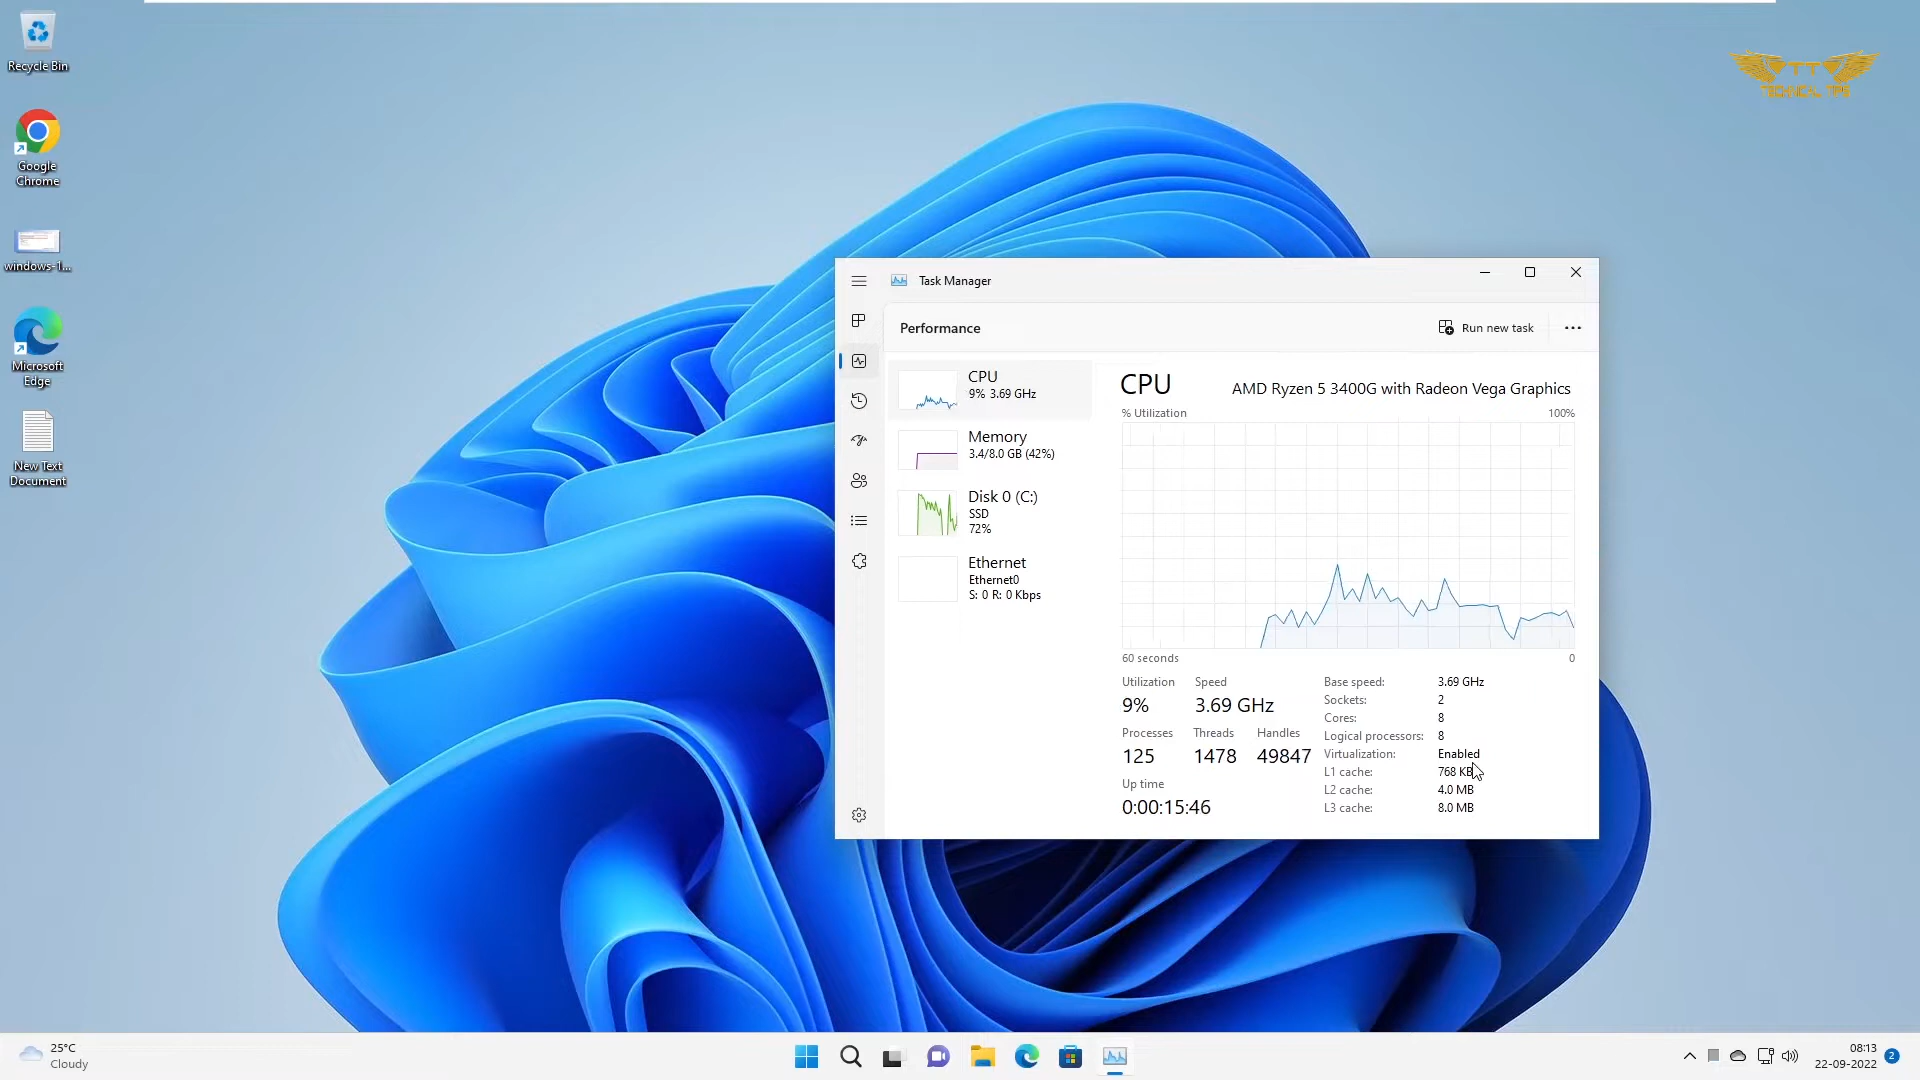 Recycle Bin
Google
Chrome
windows-1...
Microsoft
Edge
New Text
Document
TT
TECHNICAL TIPS
Task Manager
Performance
Run new task
CPU
9% 3.69 GHz
Memory
3.4/8.0 GB (42%)
Disk 0 (C:)
SSD
72%
Ethernet
Ethernet0
S: 0 R: 0 Kbps
CPU
AMD Ryzen 5 3400G with Radeon Vega Graphics
% Utilization
100%
60 seconds
0
Utilization
Speed
9%
3.69 GHz
Processes
Threads
Handles
125
1478
49847
Up time
0:00:15:46
Base speed: 3.69 GHz
Sockets: 2
Cores: 8
Logical processors: 8
Virtualization: Enabled
L1 cache: 768 KB
L2 cache: 4.0 MB
L3 cache: 8.0 MB
25°C
Cloudy
08:13
22-09-2022
2